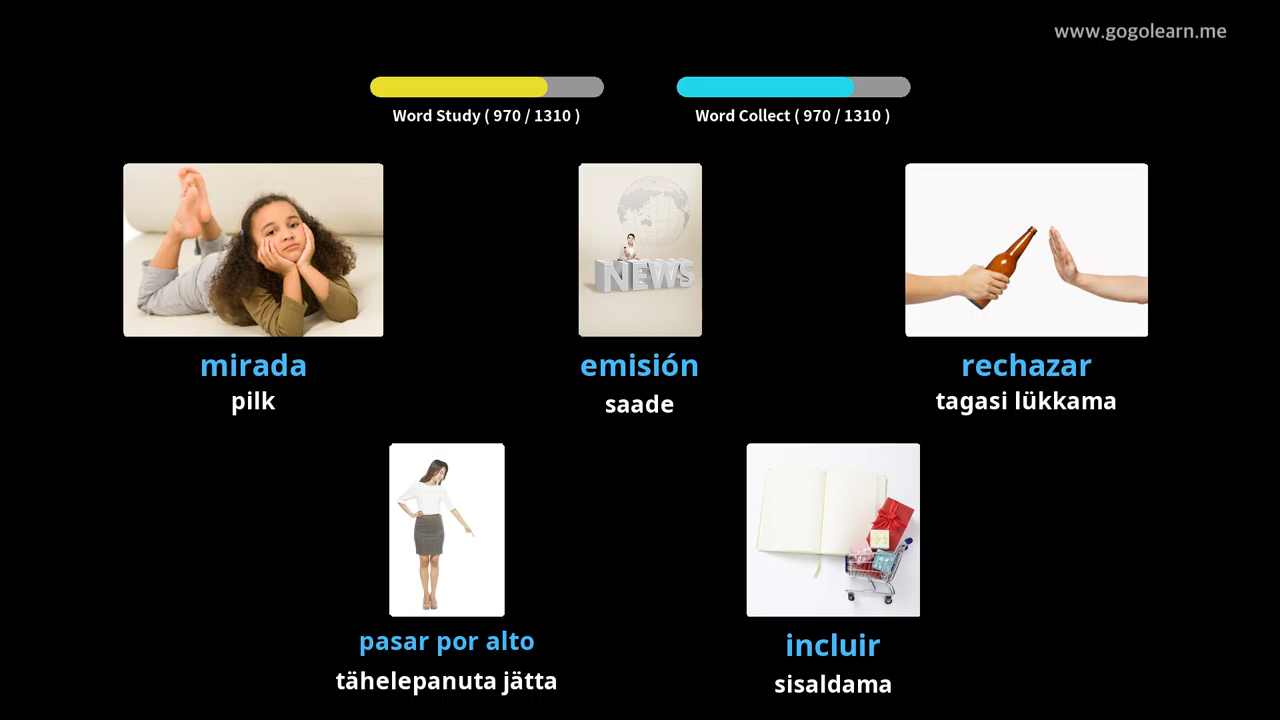 www.gogolearn.me
Word Study ( 970 / 1310 )
Word Collect ( 970 / 1310 )
NEWS
mirada
pilk
emisión
saade
rechazar
tagasi lükkama
pasar por alto
tähelepanuta jätta
incluir
sisaldama